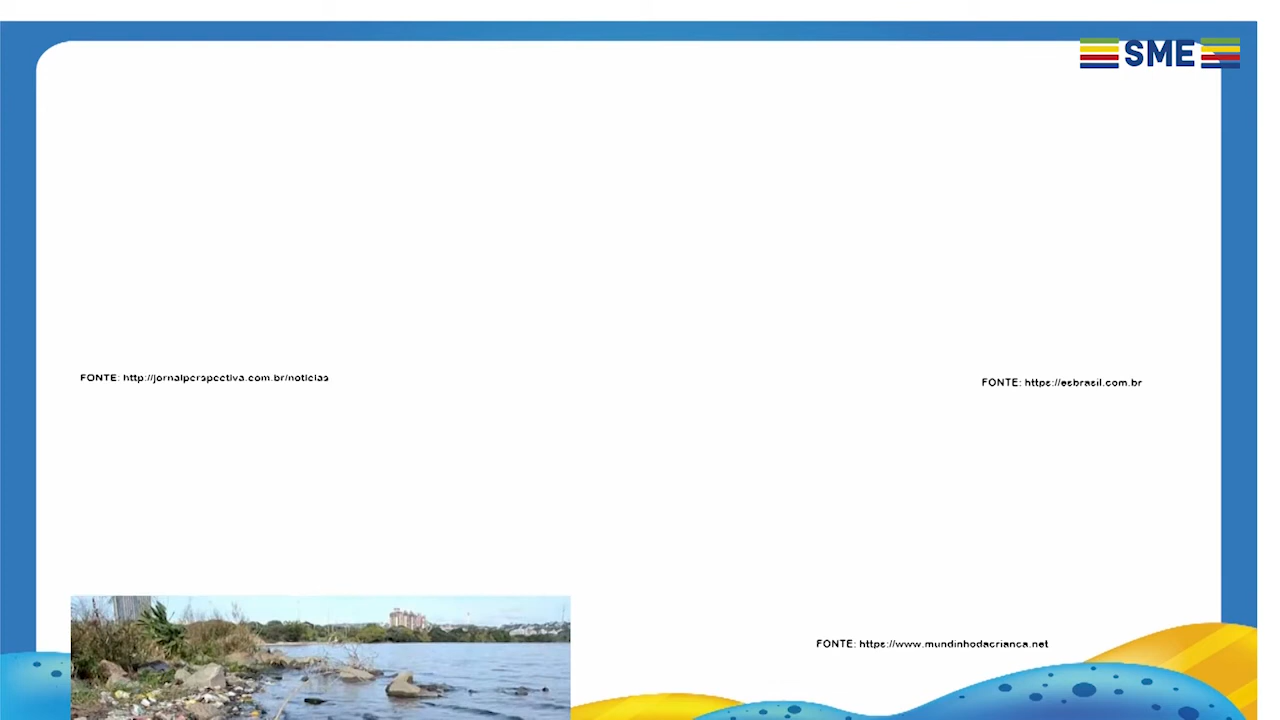 SME
FONTE: http://jornalperspectiva.com.br/noticias
FONTE: https://esbrasil.com.br
FONTE: https://www.mundinhodacrianca.net